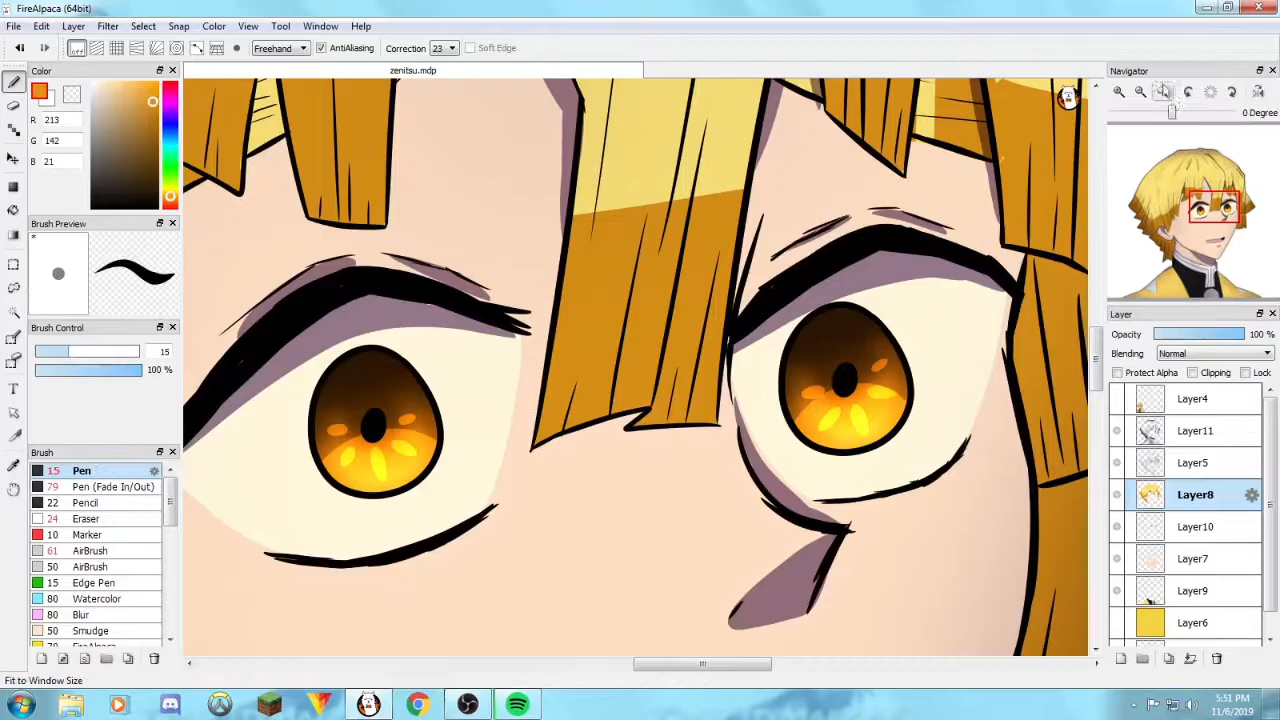 FireAlpaca (64bit)
File Edit Layer Filter Select Snap Color View Tool Window Help
off Freehand AntiAliasing Correction 23 Soft Edge
Color
R 213
G 142
B 21
Brush Preview
*
Brush Control
15
100 %
Brush
15 Pen
79 Pen (Fade In/Out)
22 Pencil
24 Eraser
10 Marker
61 AirBrush
50 AirBrush
15 Edge Pen
80 Watercolor
80 Blur
50 Smudge
70 FireAlpaca
Fit to Window Size
zenitsu.mdp
Navigator
0 Degree
Layer
Opacity 100 %
Blending Normal
Protect Alpha Clipping Lock
Layer4
Layer11
Layer5
Layer8
Layer10
Layer7
Layer9
Layer6
5:51 PM
11/6/2019